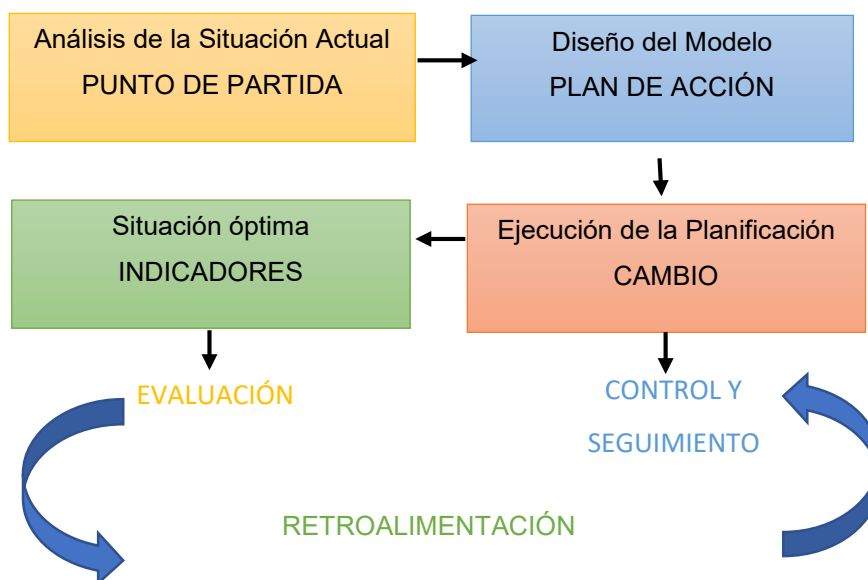 Análisis de la Situación Actual
PUNTO DE PARTIDA
Diseño del Modelo
PLAN DE ACCIÓN
Situación óptima
INDICADORES
Ejecución de la Planificación
CAMBIO
EVALUACIÓN
CONTROL Y
SEGUIMIENTO
RETROALIMENTACIÓN